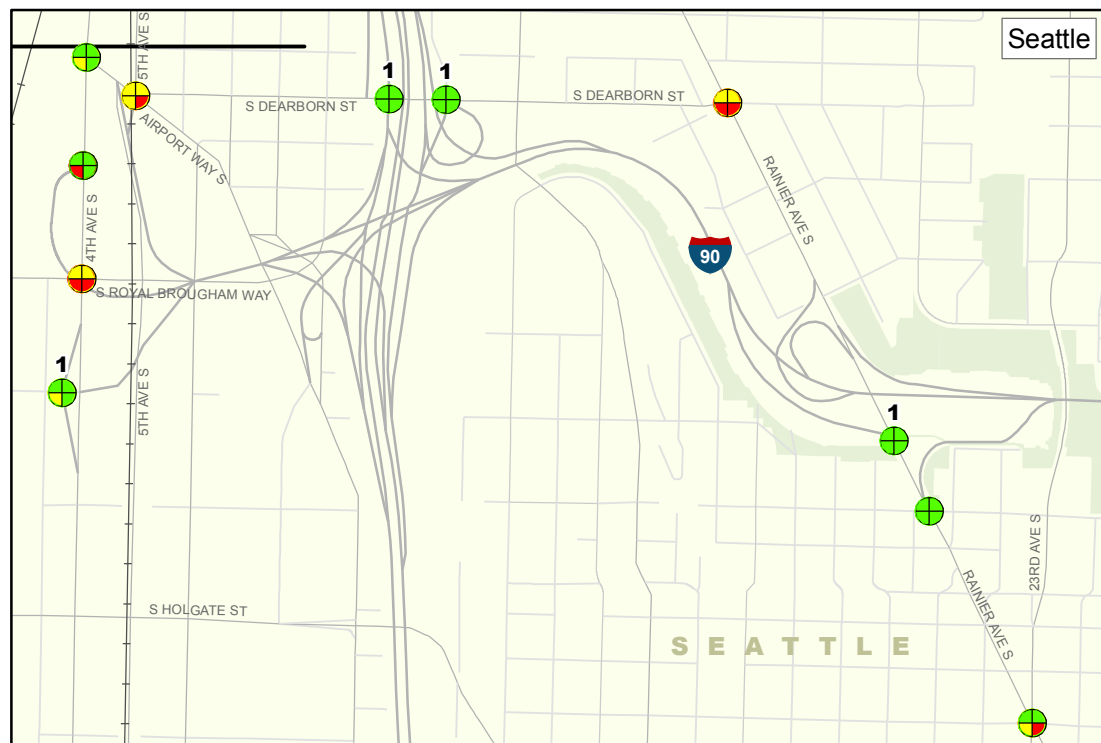 Seattle
5TH AVE S
1
1
S DEARBORN ST
S DEARBORN ST
AIRPORT WAY S
RAINIER AVE S
4TH AVE S
90
S ROYAL BROUGHAM WAY
1
5TH AVE S
1
23RD AVE S
RAINIER AVE S
S HOLGATE ST
SEATTLE